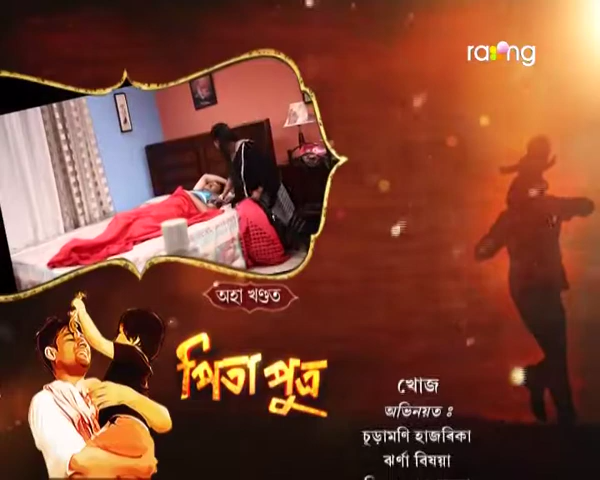 rang
অহা খণ্ডত
পিতা পুত্ৰ
খোজ
অভিনয়ত ঃ
চূড়ামণি হাজৰিকা
ঝৰ্ণা বিষয়া